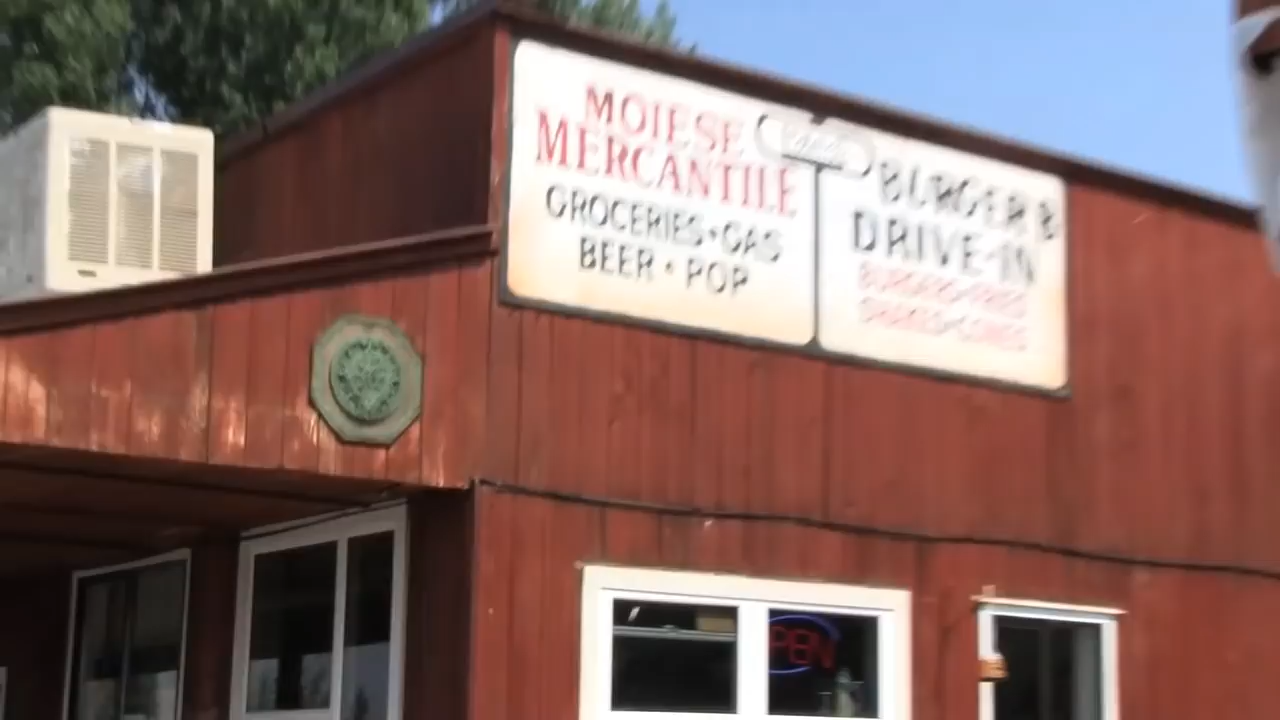 MOIESE
MERCANTILE
GROCERIES • GAS
BEER • POP
BURGER
DRIVE-IN
OPEN